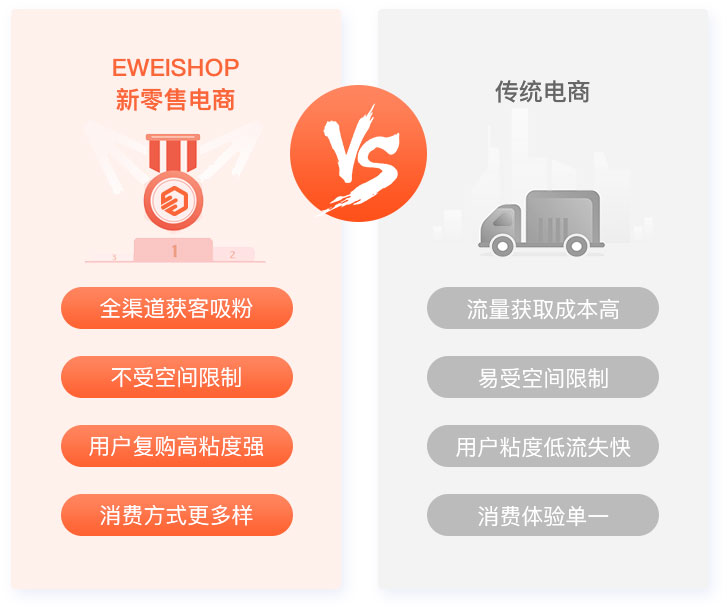 EWEISHOP
新零售电商
VS
传统电商
3
1
2
全渠道获客吸粉
不受空间限制
用户复购高粘度强
消费方式更多样
流量获取成本高
易受空间限制
用户粘度低流失快
消费体验单一